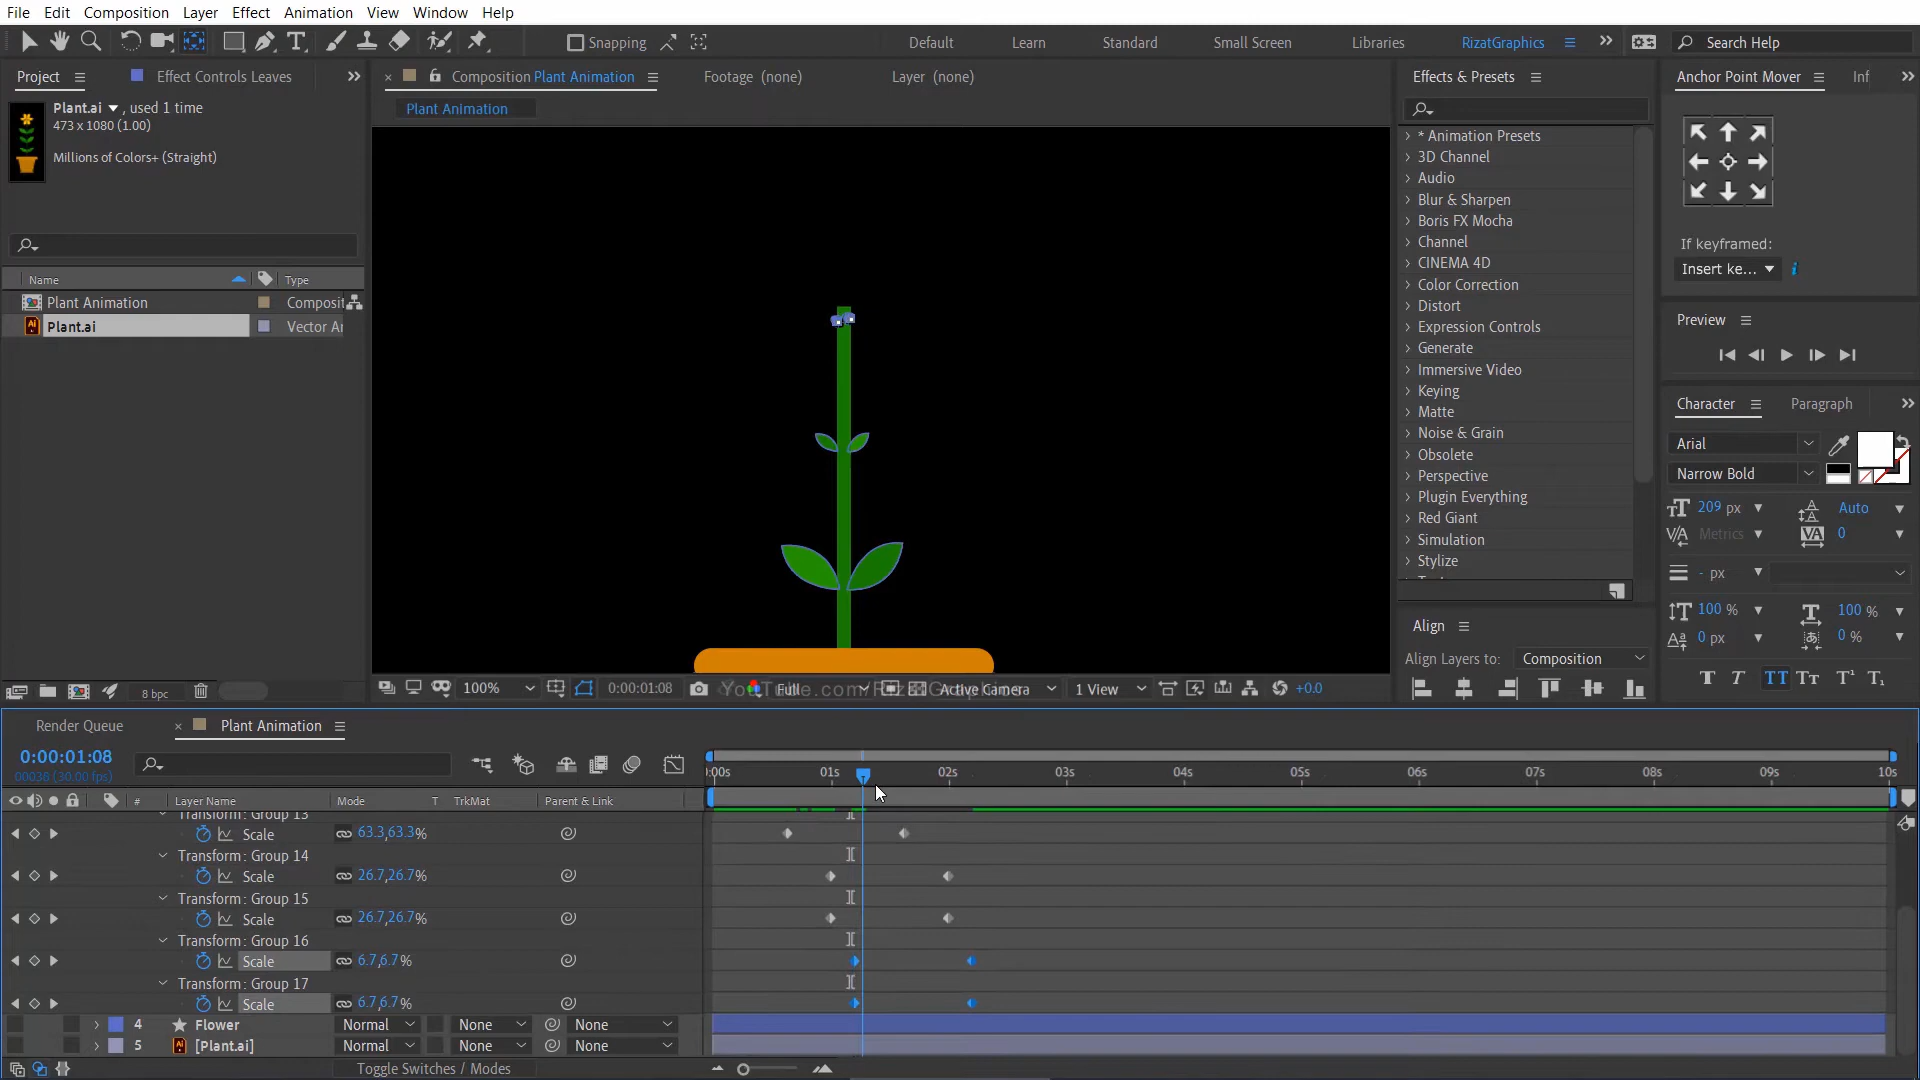 File Edit Composition Layer Effect Animation View Window Help
Snapping
Default Learn Standard Small Screen Libraries RizatGraphics Search Help
Project Effect Controls Leaves
Composition Plant Animation Footage (none) Layer (none)
Effects & Presets
Anchor Point Mover Inf
Plant.ai , used 1 time
473 x 1080 (1.00)
Millions of Colors+ (Straight)
Plant Animation
* Animation Presets
3D Channel
Audio
Blur & Sharpen
Boris FX Mocha
Channel
CINEMA 4D
Color Correction
Distort
Expression Controls
Generate
Immersive Video
Keying
Matte
Noise & Grain
Obsolete
Perspective
Plugin Everything
Red Giant
Simulation
Stylize
If keyframed:
Insert ke...
Preview
Character Paragraph
Arial
Narrow Bold
209 px Auto
Metrics 0
- px
100 % 100 %
0 px 0 %
Name Type
Plant Animation Composit
Plant.ai Vector Ar
8 bpc
Align
Align Layers to: Composition
100% 0:00:01:08 Full Active Camera 1 View +0.0
Render Queue Plant Animation
0:00:01:08
00038 (30.00 fps)
:00s 01s 02s 03s 04s 05s 06s 07s 08s 09s 10s
# Layer Name Mode T TrkMat Parent & Link
Transform: Group 13
Scale 63.3,63.3%
Transform: Group 14
Scale 26.7,26.7%
Transform: Group 15
Scale 26.7,26.7%
Transform: Group 16
Scale 6.7,6.7%
Transform: Group 17
Scale 6.7,6.7%
4 Flower Normal None None
5 [Plant.ai] Normal None None
Toggle Switches / Modes